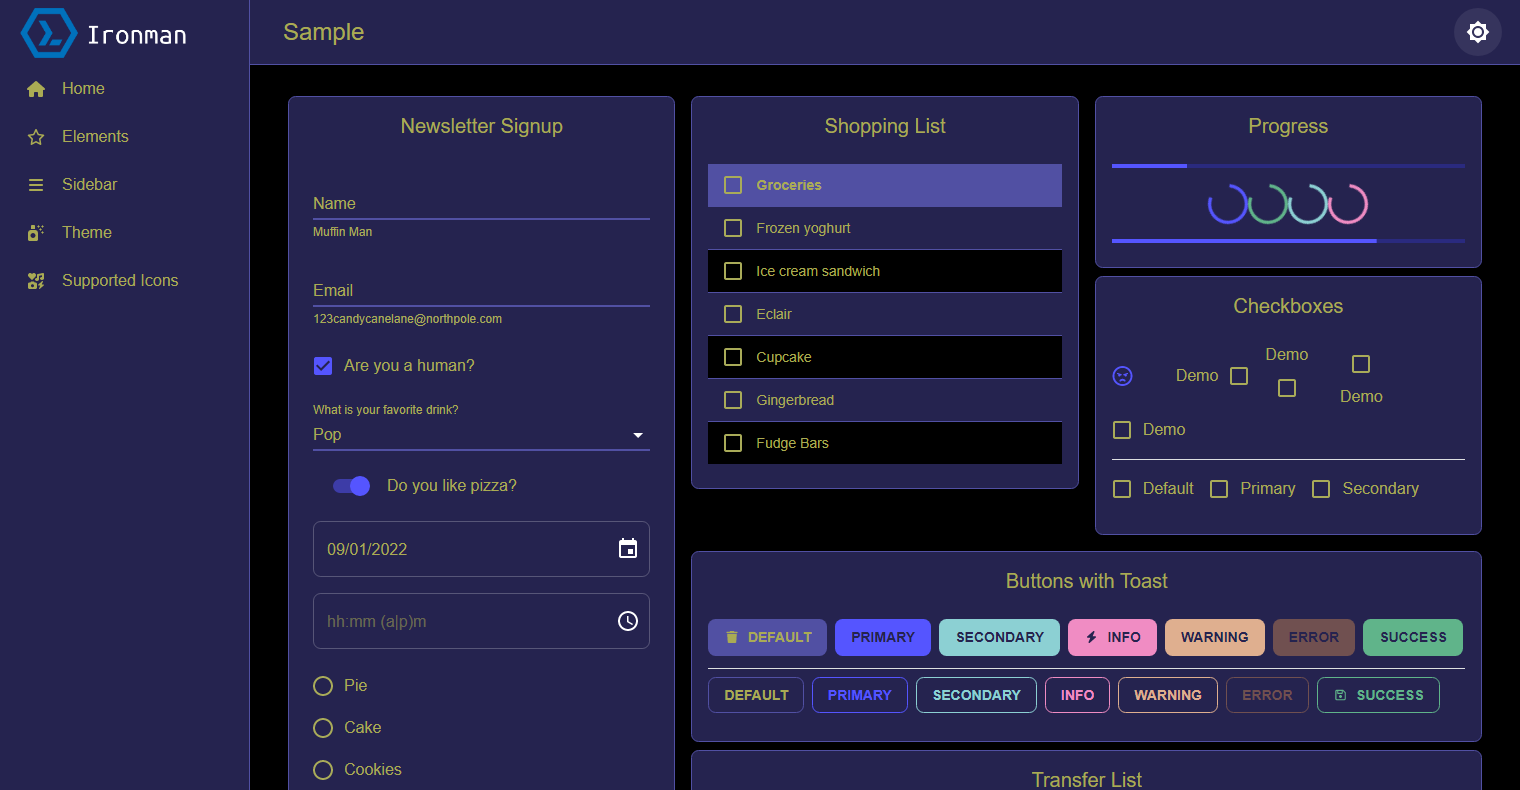 Ironman
Home
Elements
Sidebar
Theme
Supported Icons
Sample
Newsletter Signup
Name
Muffin Man
Email
123candycanelane@northpole.com
Are you a human?
What is your favorite drink?
Pop
Do you like pizza?
09/01/2022
hh:mm (a|p)m
Pie
Cake
Cookies
Shopping List
Groceries
Frozen yoghurt
Ice cream sandwich
Eclair
Cupcake
Gingerbread
Fudge Bars
Progress
Checkboxes
Demo
Demo
Demo
Demo
Default Primary Secondary
Buttons with Toast
DEFAULT PRIMARY SECONDARY INFO WARNING ERROR SUCCESS
DEFAULT PRIMARY SECONDARY INFO WARNING ERROR SUCCESS
Transfer List